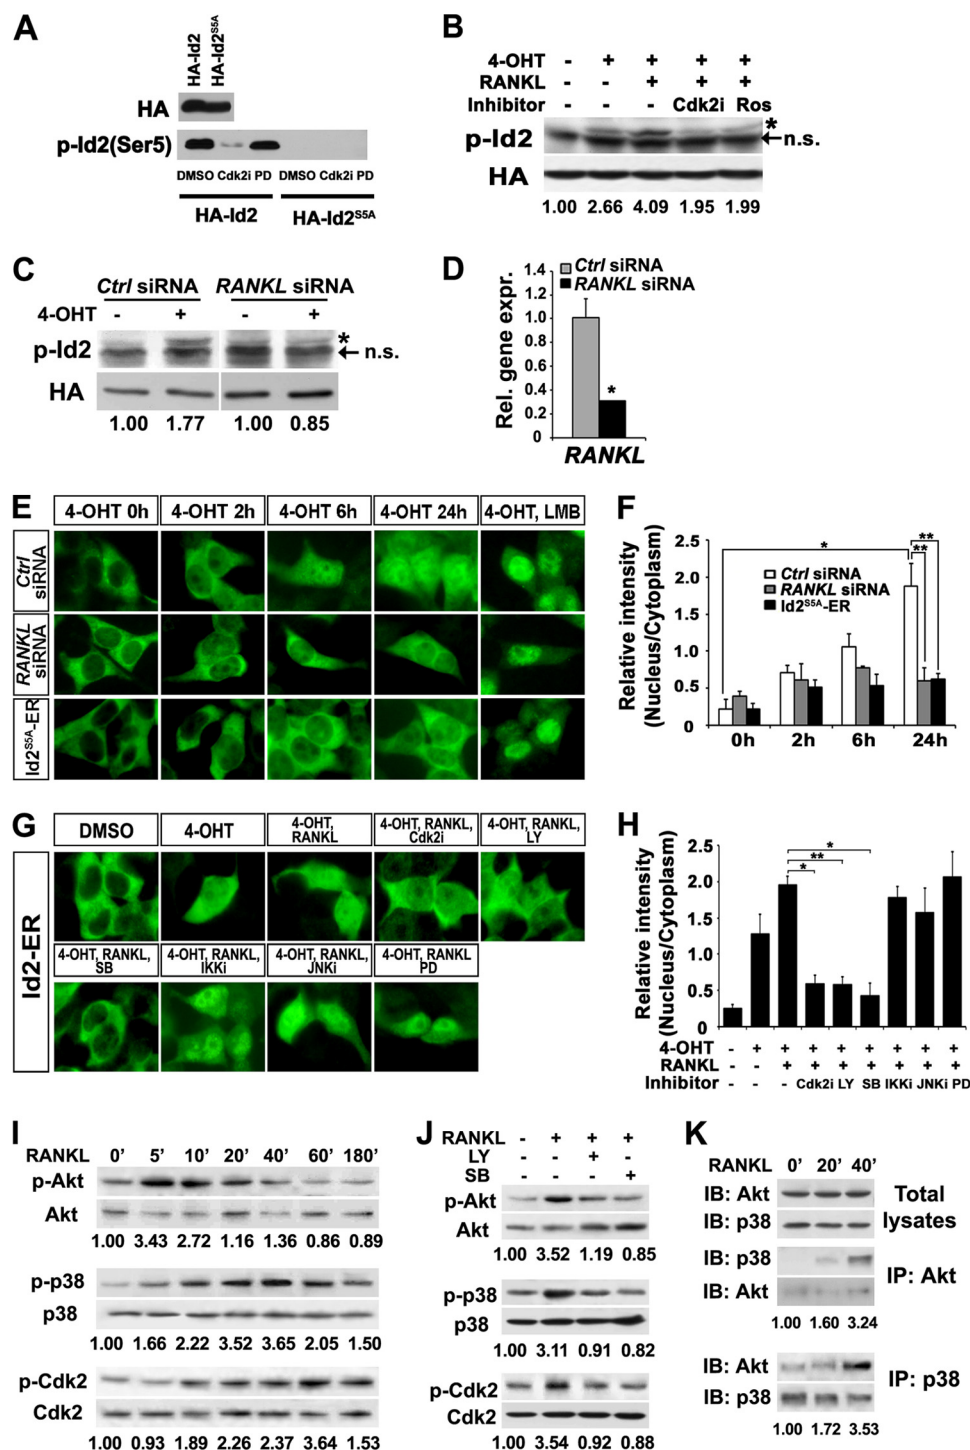 A
HA-Id2
HA-Id2S5A
HA
p-Id2(Ser5)
DMSO Cdk2i PD DMSO Cdk2i PD
HA-Id2 HA-Id2S5A
B
4-OHT - + + + +
RANKL - - + + +
Inhibitor - - - Cdk2i Ros
p-Id2 * n.s.
HA
1.00 2.66 4.09 1.95 1.99
C
Ctrl siRNA RANKL siRNA
4-OHT - + - +
p-Id2 * n.s.
HA
1.00 1.77 1.00 0.85
D
Ctrl siRNA
RANKL siRNA
Rel. gene expr.
1.4
1.2
1.0
0.8
0.6
0.4
0.2
0
*
RANKL
E
4-OHT 0h 4-OHT 2h 4-OHT 6h 4-OHT 24h 4-OHT, LMB
Ctrl siRNA
RANKL siRNA
Id2S5A-ER
F
Relative intensity
(Nucleus/Cytoplasm)
2.5
2.0
1.5
1.0
0.5
0
* ** **
Ctrl siRNA
RANKL siRNA
Id2S5A-ER
0h 2h 6h 24h
G
Id2-ER
DMSO
4-OHT
4-OHT, RANKL
4-OHT, RANKL, Cdk2i
4-OHT, RANKL, LY
4-OHT, RANKL, SB
4-OHT, RANKL, IKKi
4-OHT, RANKL, JNKi
4-OHT, RANKL PD
H
Relative intensity
(Nucleus/Cytoplasm)
2.5
2.0
1.5
1.0
0.5
0
*
**
*
4-OHT - + + + + + + + +
RANKL - - + + + + + + +
Inhibitor - - - Cdk2i LY SB IKKi JNKi PD
I
RANKL 0' 5' 10' 20' 40' 60' 180'
p-Akt
Akt
1.00 3.43 2.72 1.16 1.36 0.86 0.89
p-p38
p38
1.00 1.66 2.22 3.52 3.65 2.05 1.50
p-Cdk2
Cdk2
1.00 0.93 1.89 2.26 2.37 3.64 1.53
J
RANKL - + + +
LY +
SB +
p-Akt
Akt
1.00 3.52 1.19 0.85
p-p38
p38
1.00 3.11 0.91 0.82
p-Cdk2
Cdk2
1.00 3.54 0.92 0.88
K
RANKL 0' 20' 40'
IB: Akt
IB: p38
Total lysates
IB: p38
IB: Akt
IP: Akt
1.00 1.60 3.24
IB: Akt
IB: p38
IP: p38
1.00 1.72 3.53